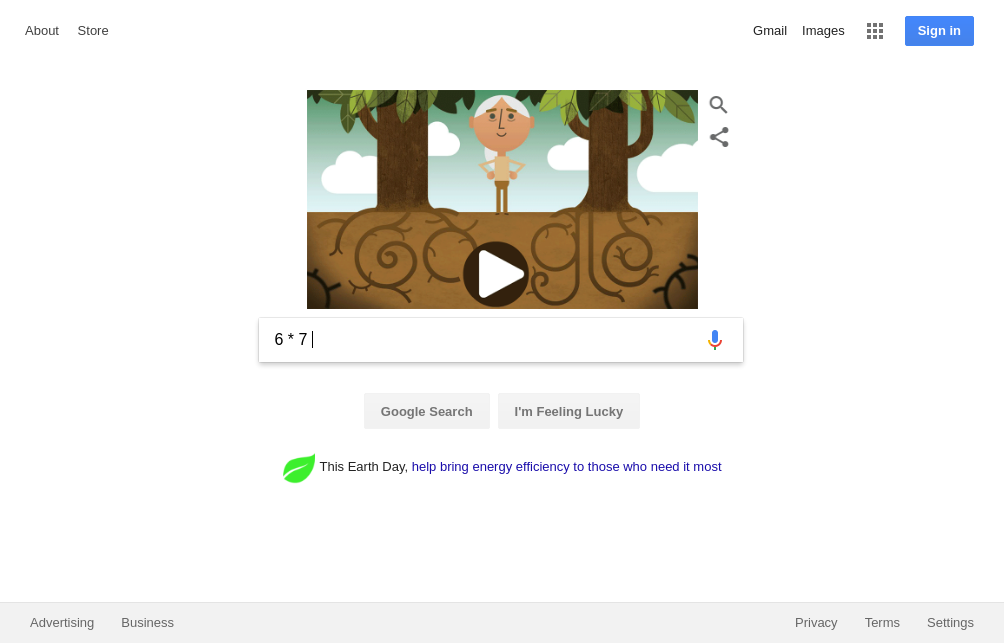 About Store
Gmail Images Sign in
6 * 7
Google Search I'm Feeling Lucky
This Earth Day, help bring energy efficiency to those who need it most
Advertising Business
Privacy Terms Settings